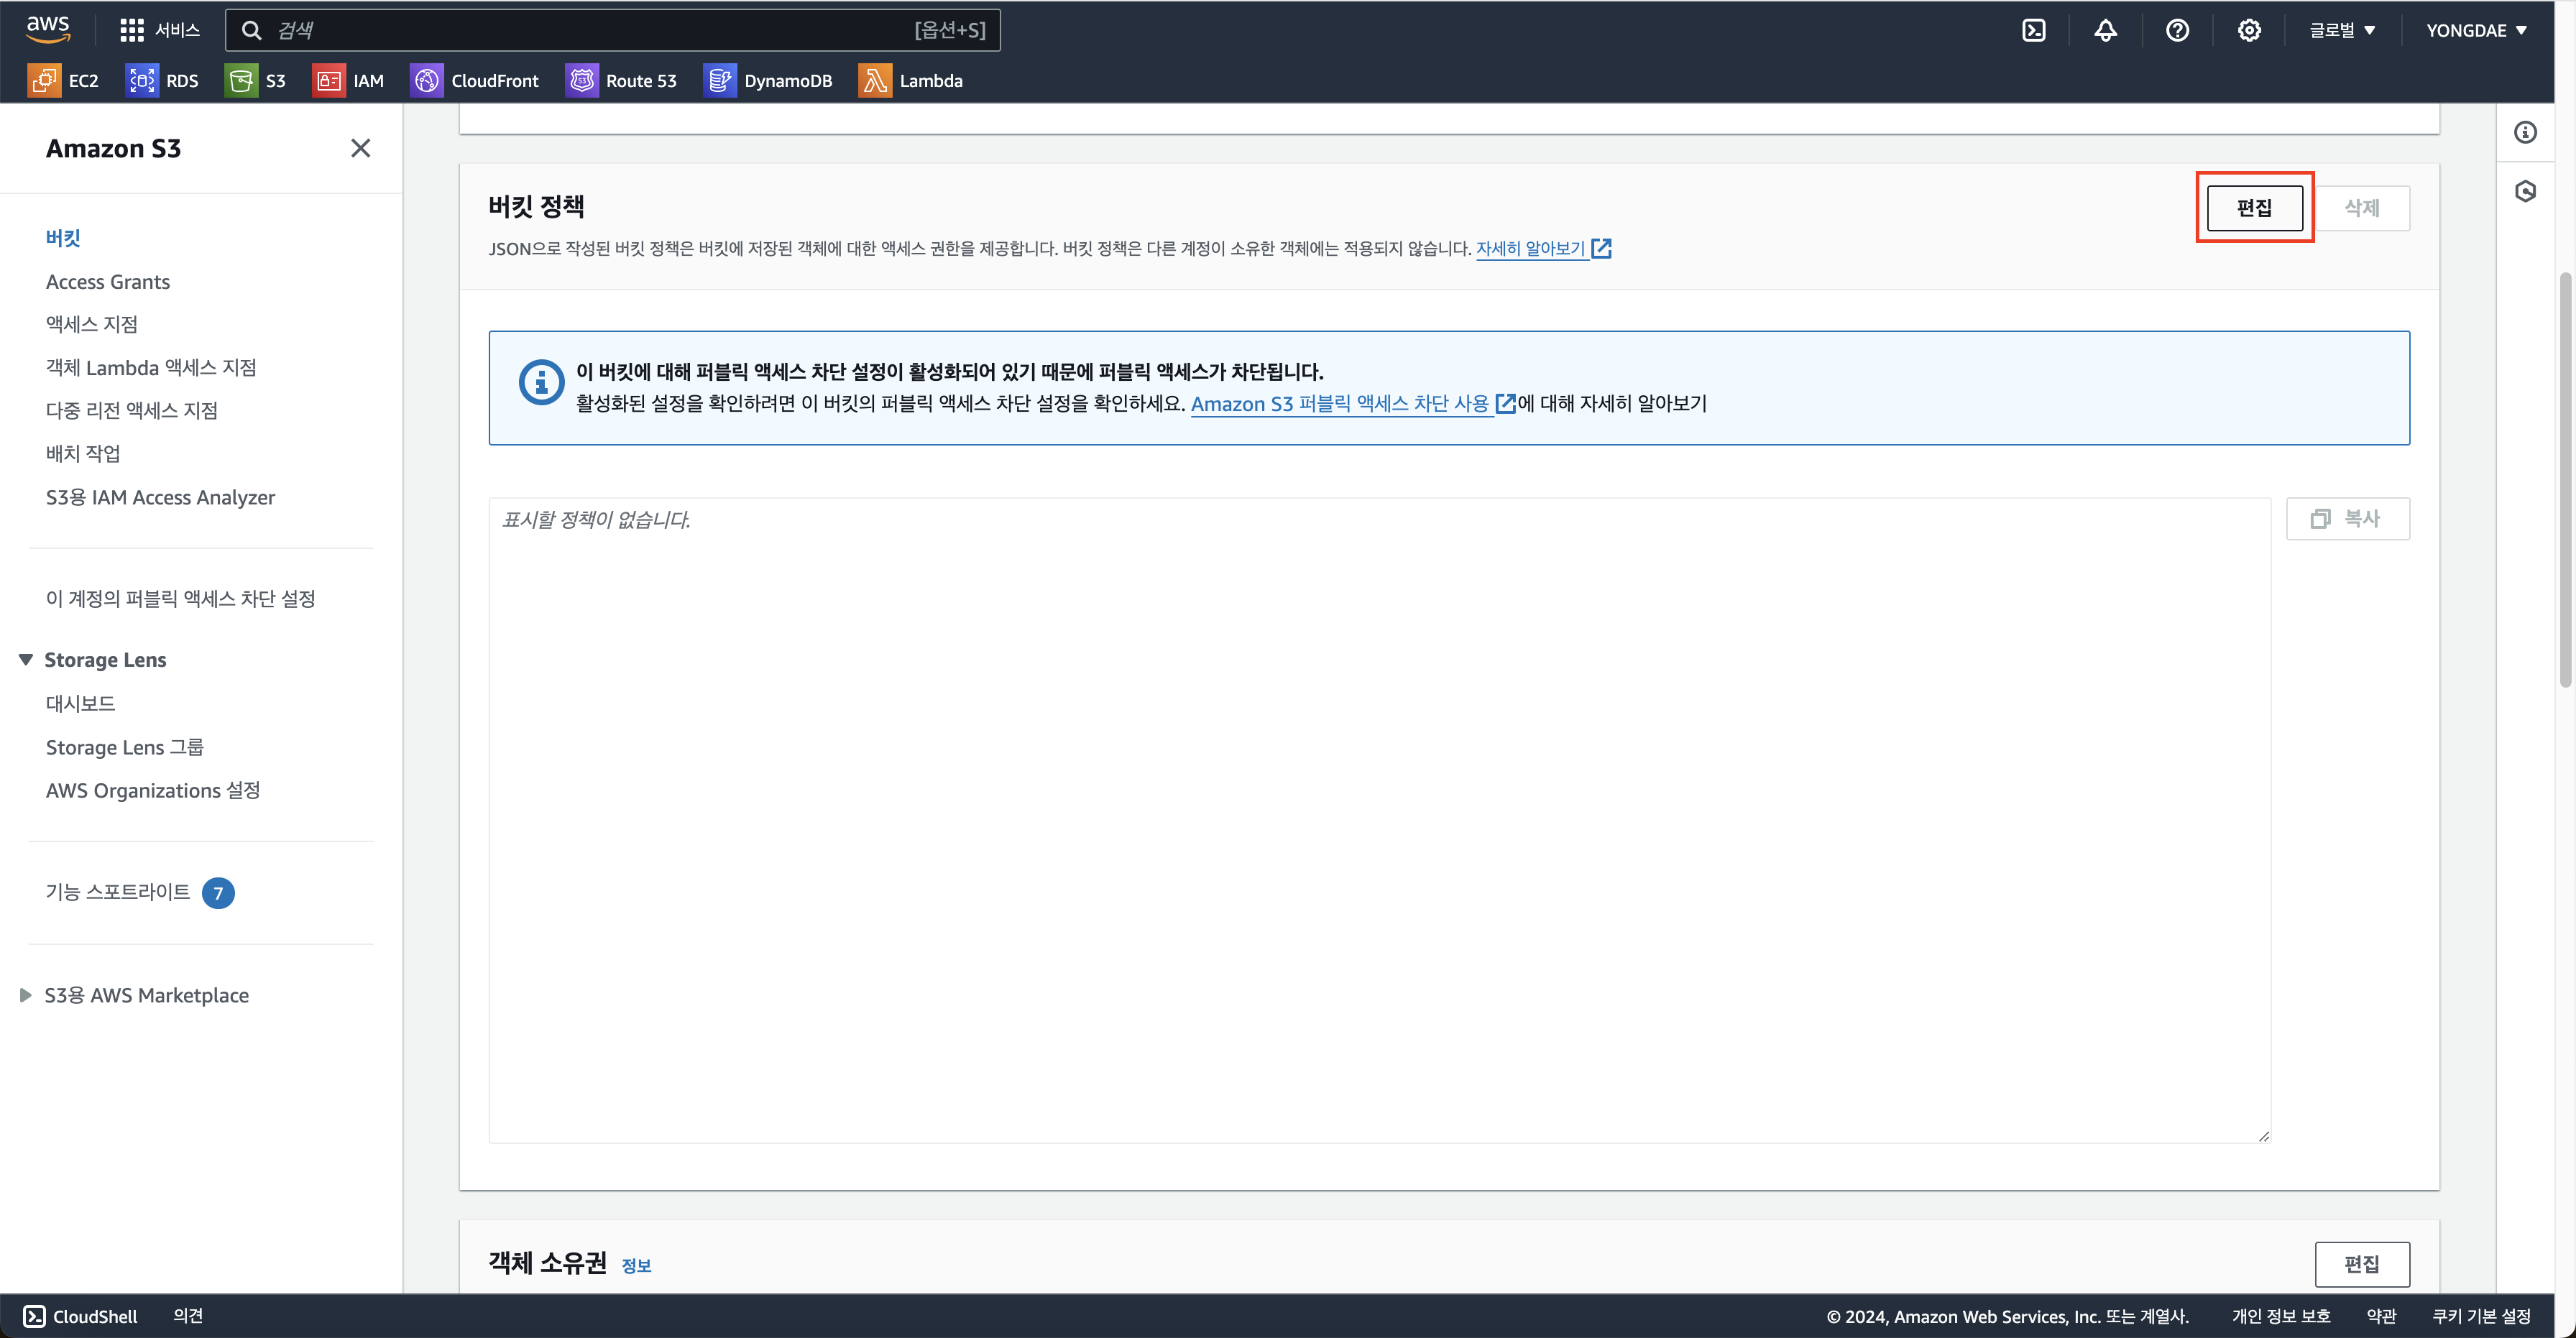 aws
서비스
검색
[옵션+S]
글로벌
YONGDAE
EC2
RDS
S3
IAM
CloudFront
Route 53
DynamoDB
Lambda
Amazon S3
버킷
Access Grants
액세스 지점
객체 Lambda 액세스 지점
다중 리전 액세스 지점
배치 작업
S3용 IAM Access Analyzer
이 계정의 퍼블릭 액세스 차단 설정
Storage Lens
대시보드
Storage Lens 그룹
AWS Organizations 설정
기능 스포트라이트 7
S3용 AWS Marketplace
버킷 정책
편집
삭제
JSON으로 작성된 버킷 정책은 버킷에 저장된 객체에 대한 액세스 권한을 제공합니다. 버킷 정책은 다른 계정이 소유한 객체에는 적용되지 않습니다. 자세히 알아보기
이 버킷에 대해 퍼블릭 액세스 차단 설정이 활성화되어 있기 때문에 퍼블릭 액세스가 차단됩니다.
활성화된 설정을 확인하려면 이 버킷의 퍼블릭 액세스 차단 설정을 확인하세요. Amazon S3 퍼블릭 액세스 차단 사용에 대해 자세히 알아보기
표시할 정책이 없습니다.
복사
객체 소유권 정보
편집
CloudShell
의견
© 2024, Amazon Web Services, Inc. 또는 계열사.
개인 정보 보호
약관
쿠키 기본 설정